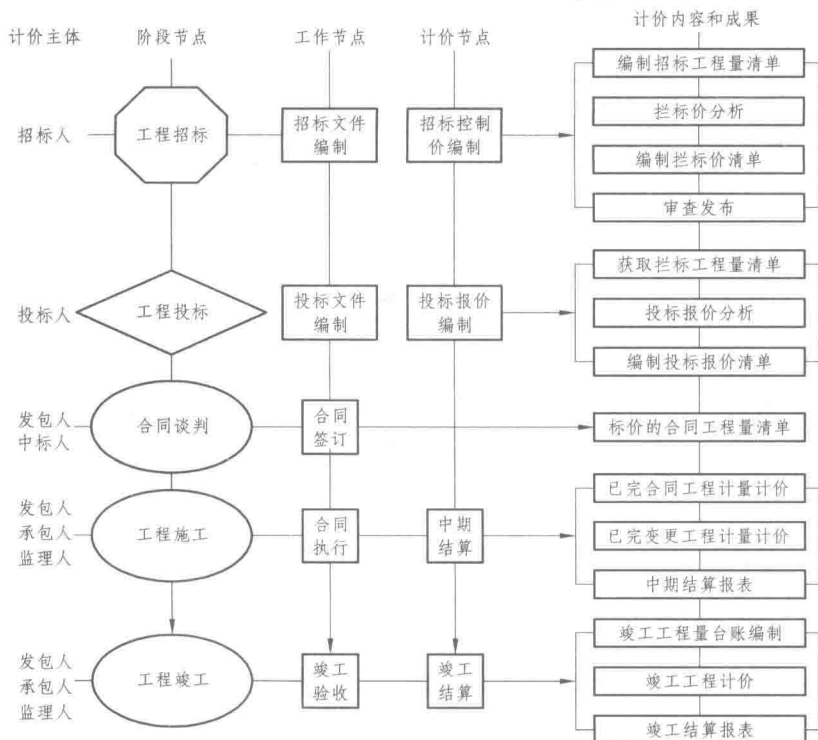 计价主体
阶段节点
工作节点
计价节点
计价内容和成果
招标人
工程招标
招标文件
编制
招标控制
价编制
编制招标工程量清单
拦标价分析
编制拦标价清单
审查发布
投标人
工程投标
投标文件
编制
投标报价
编制
获取拦标工程量清单
投标报价分析
编制投标报价清单
发包人
中标人
合同谈判
合同
签订
标价的合同工程量清单
发包人
承包人
监理人
工程施工
合同
执行
中期
结算
已完合同工程计量计价
已完变更工程计量计价
中期结算报表
发包人
承包人
监理人
工程竣工
竣工
验收
竣工
结算
竣工工程量台账编制
竣工工程计价
竣工结算报表